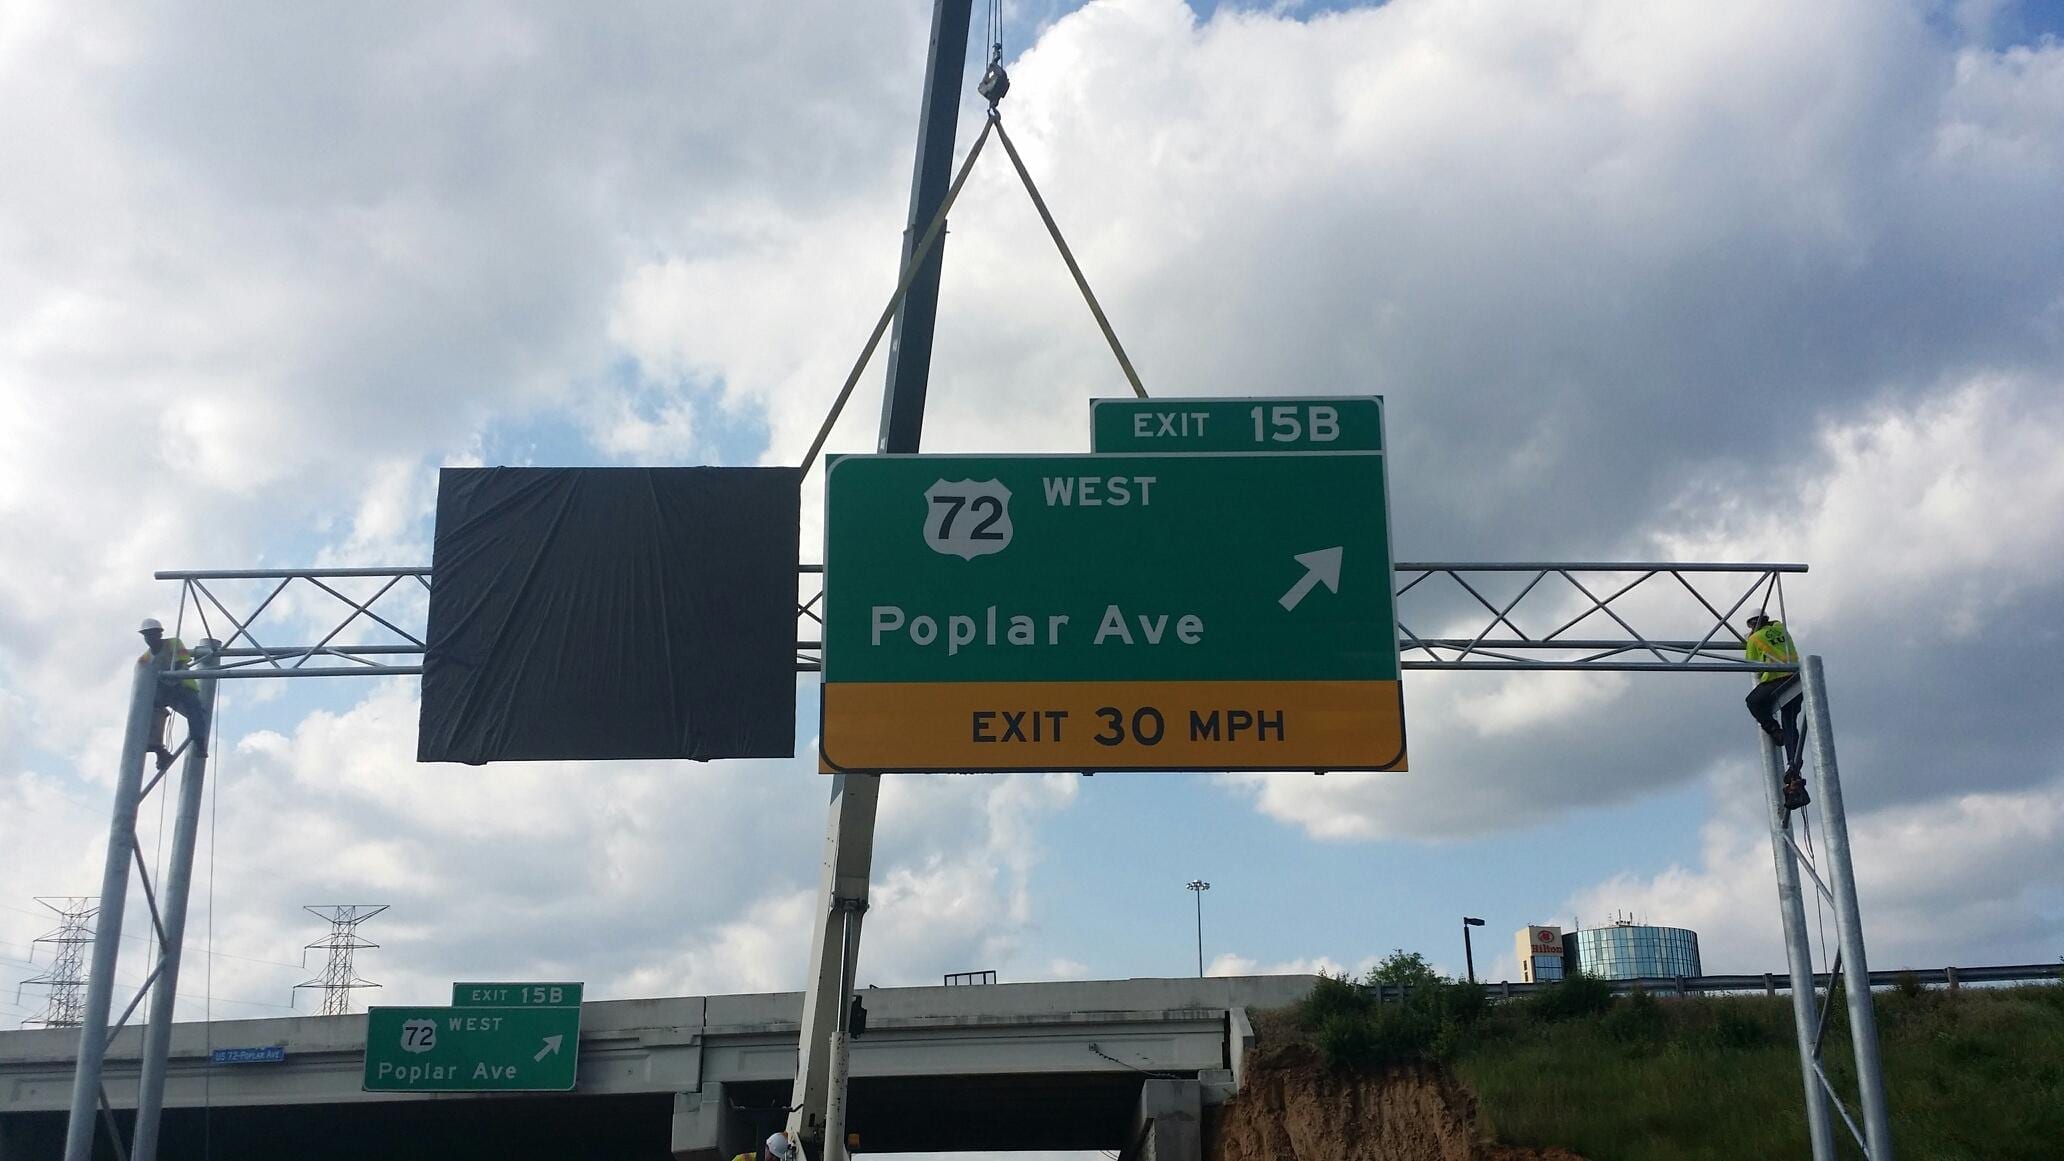 EXIT 15B
72 WEST
Poplar Ave
EXIT 30 MPH
EXIT 15B
72 WEST
Poplar Ave
US 72-POPLAR AVE
Hilton